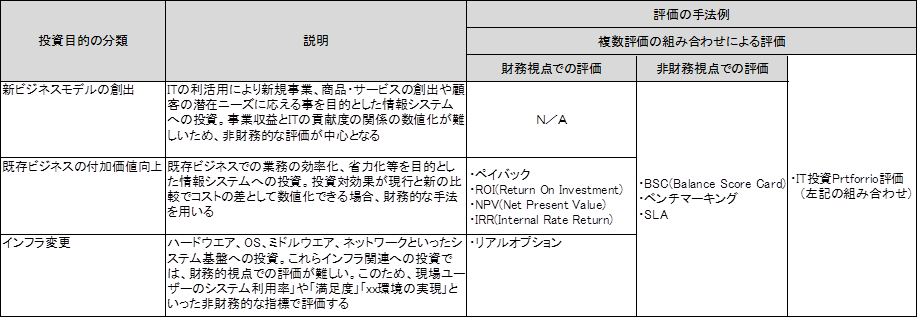 投資目的の分類
説明
評価の手法例
複数評価の組み合わせによる評価
財務視点での評価
非財務視点での評価
新ビジネスモデルの創出
ITの利活用により新規事業、商品・サービスの創出や顧
客の潜在ニーズに応える事を目的とした情報システム
への投資。事業収益とITの貢献度の関係の数値化が難
しいため、非財務的な評価が中心となる
N/A
既存ビジネスの付加価値向上
既存ビジネスでの業務の効率化、省力化等を目的とし
た情報システムへの投資。投資対効果が現行と新の比
較でコストの差として数値化できる場合、財務的な手法
を用いる
・ペイバック
・ROI(Return On Investment)
・NPV(Net Present Value)
・IRR(Internal Rate Return)
・BSC(Balance Score Card)
・ベンチマーキング
・SLA
・IT投資Prtforrio評価
（左記の組み合わせ）
インフラ変更
ハードウエア、OS、ミドルウエア、ネットワークといったシ
ステム基盤への投資。これらインフラ関連への投資で
は、財務的視点での評価が難しい。このため、現場ユー
ザーのシステム利用率」や「満足度」「xx環境の実現」と
いった非財務的な指標で評価する
・リアルオプション